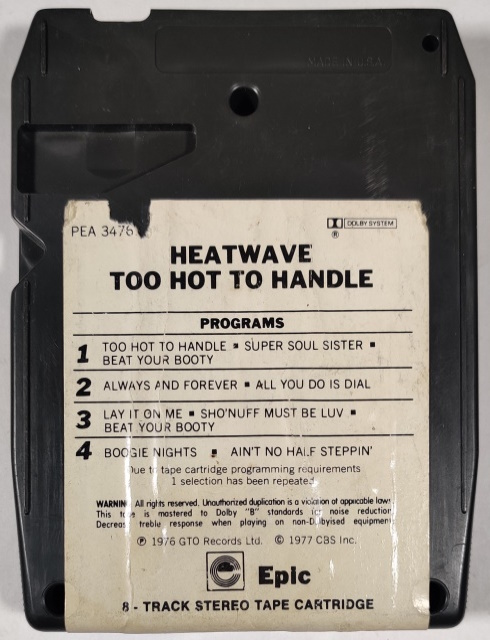 MADE IN U.S.A.
PEA 3476
DOLBY SYSTEM
®
HEATWAVE
TOO HOT TO HANDLE
PROGRAMS
1 TOO HOT TO HANDLE ▪ SUPER SOUL SISTER ▪
BEAT YOUR BOOTY
2 ALWAYS AND FOREVER ▪ ALL YOU DO IS DIAL
3 LAY IT ON ME ▪ SHO'NUFF MUST BE LUV ▪
BEAT YOUR BOOTY
4 BOOGIE NIGHTS ▪ AIN'T NO HALF STEPPIN'
Due to tape cartridge programming requirements
1 selection has been repeated
WARNING All rights reserved. Unauthorized duplication is a violation of applicable laws
This tape is mastered to Dolby "B" standards for noise reduction
Decreas treble response when playing on non-Dolbyised equipment
℗ 1976 GTO Records Ltd. © 1977 CBS Inc.
Epic
8-TRACK STEREO TAPE CARTRIDGE